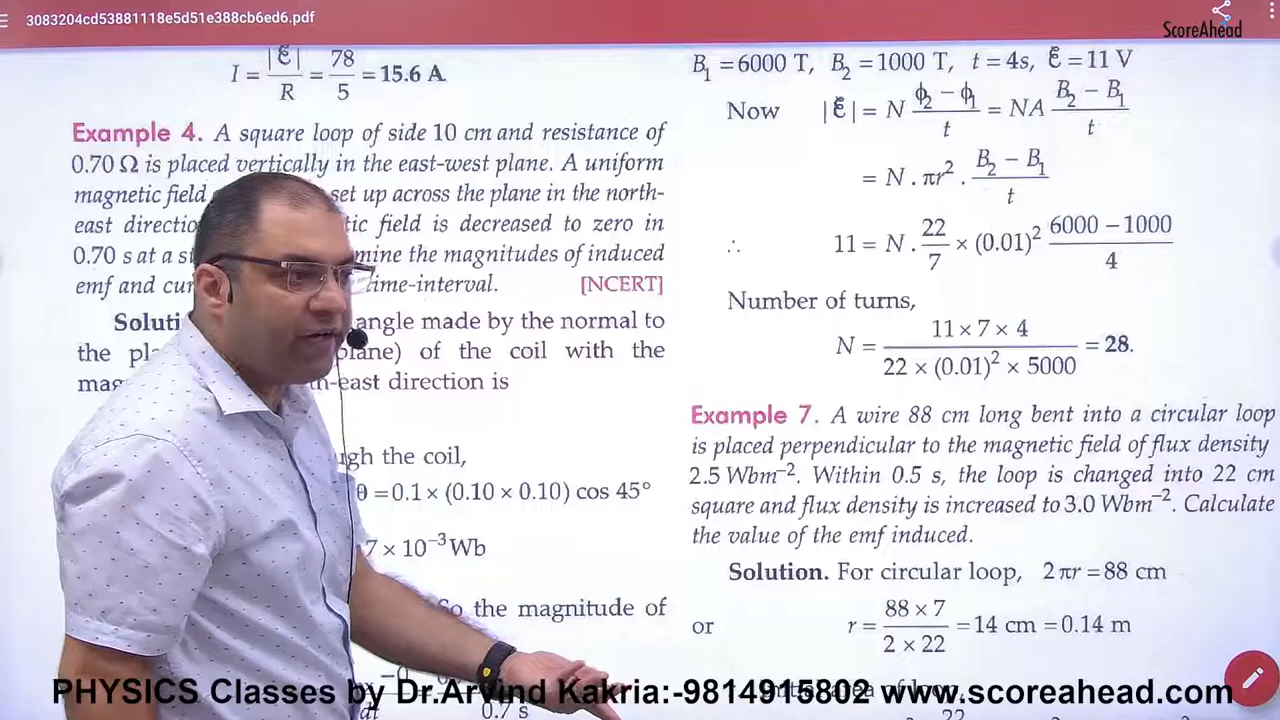 3083204cd53881118e5d51e388cb6ed6.pdf
ScoreAhead
I = |ℰ| / R = 78 / 5 = 15.6 A
Example 4. A square loop of side 10 cm and resistance of
0.70 Ω is placed vertically in the east-west plane. A uniform
magnetic field set up across the plane in the north-
east directio tic field is decreased to zero in
0.70 s at a s mine the magnitudes of induced
emf and cu time-interval. [NCERT]
Soluti angle made by the normal to
the pla plane) of the coil with the
mag h-east direction is
ugh the coil,
θ = 0.1 × (0.10 × 0.10) cos 45°
7 × 10⁻³ Wb
So the magnitude of
dt 0.7 s
B₁ = 6000 T, B₂ = 1000 T, t = 4s, ℰ = 11 V
Now |ℰ| = N (ϕ₂ − ϕ₁) / t = NA (B₂ − B₁) / t
= N . πr² . (B₂ − B₁) / t
∴ 11 = N . 22/7 × (0.01)² (6000 − 1000) / 4
Number of turns,
N = (11 × 7 × 4) / (22 × (0.01)² × 5000) = 28.
Example 7. A wire 88 cm long bent into a circular loop
is placed perpendicular to the magnetic field of flux density
2.5 Wbm⁻². Within 0.5 s, the loop is changed into 22 cm
square and flux density is increased to 3.0 Wbm⁻². Calculate
the value of the emf induced.
Solution. For circular loop, 2 πr = 88 cm
or r = (88 × 7) / (2 × 22) = 14 cm = 0.14 m
area of loop,
22
PHYSICS Classes by Dr.Arvind Kakria:-9814915802 www.scoreahead.com